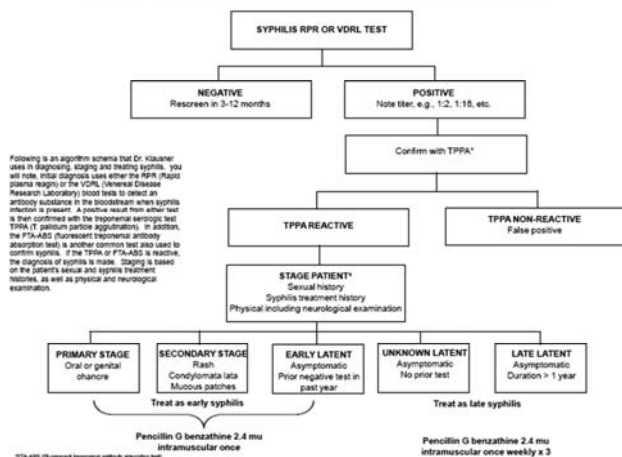 SYPHILIS RPR OR VDRL TEST
NEGATIVE
Rescreen in 3-12 months
POSITIVE
Note titer, e.g., 1:2, 1:16, etc.
Confirm with TPPA*
Following is an algorithm schema that Dr. Klausner
uses in diagnosing, staging and treating syphilis. you
will note, initial diagnosis uses either the RPR (Rapid
plasma reagin) or the VDRL (Venereal Disease
Research Laboratory) blood tests to detect an
antibody substance in the bloodstream when syphilis
infection is present. A positive result from either test
is then confirmed with the treponemal serologic test
TPPA (T. pallidum particle agglutination). In addition,
the FTA-ABS (fluorescent treponemal antibody
absorption test) is another common test also used to
confirm syphilis. If the TPPA or FTA-ABS is reactive,
the diagnosis of syphilis is made. Staging is based
on the patient's sexual and syphilis treatment
histories, as well as physical and neurological
examination.
TPPA REACTIVE
TPPA NON-REACTIVE
False positive
STAGE PATIENT*
Sexual history
Syphilis treatment history
Physical including neurological examination
PRIMARY STAGE
Oral or genital
chancre
SECONDARY STAGE
Rash
Condylomata lata
Mucous patches
EARLY LATENT
Asymptomatic
Prior negative test in
past year
UNKNOWN LATENT
Asymptomatic
No prior test
LATE LATENT
Asymptomatic
Duration > 1 year
Treat as early syphilis
Treat as late syphilis
Pencillin G benzathine 2.4 mu
intramuscular once
Pencillin G benzathine 2.4 mu
intramuscular once weekly x 3